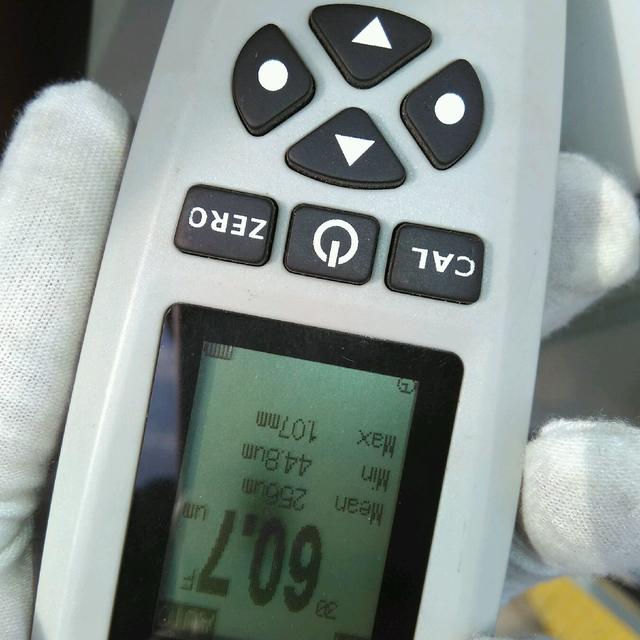 30
60.7 um
F
Mean 256um
Min 44.8um
Max 107mm
CAL ZERO